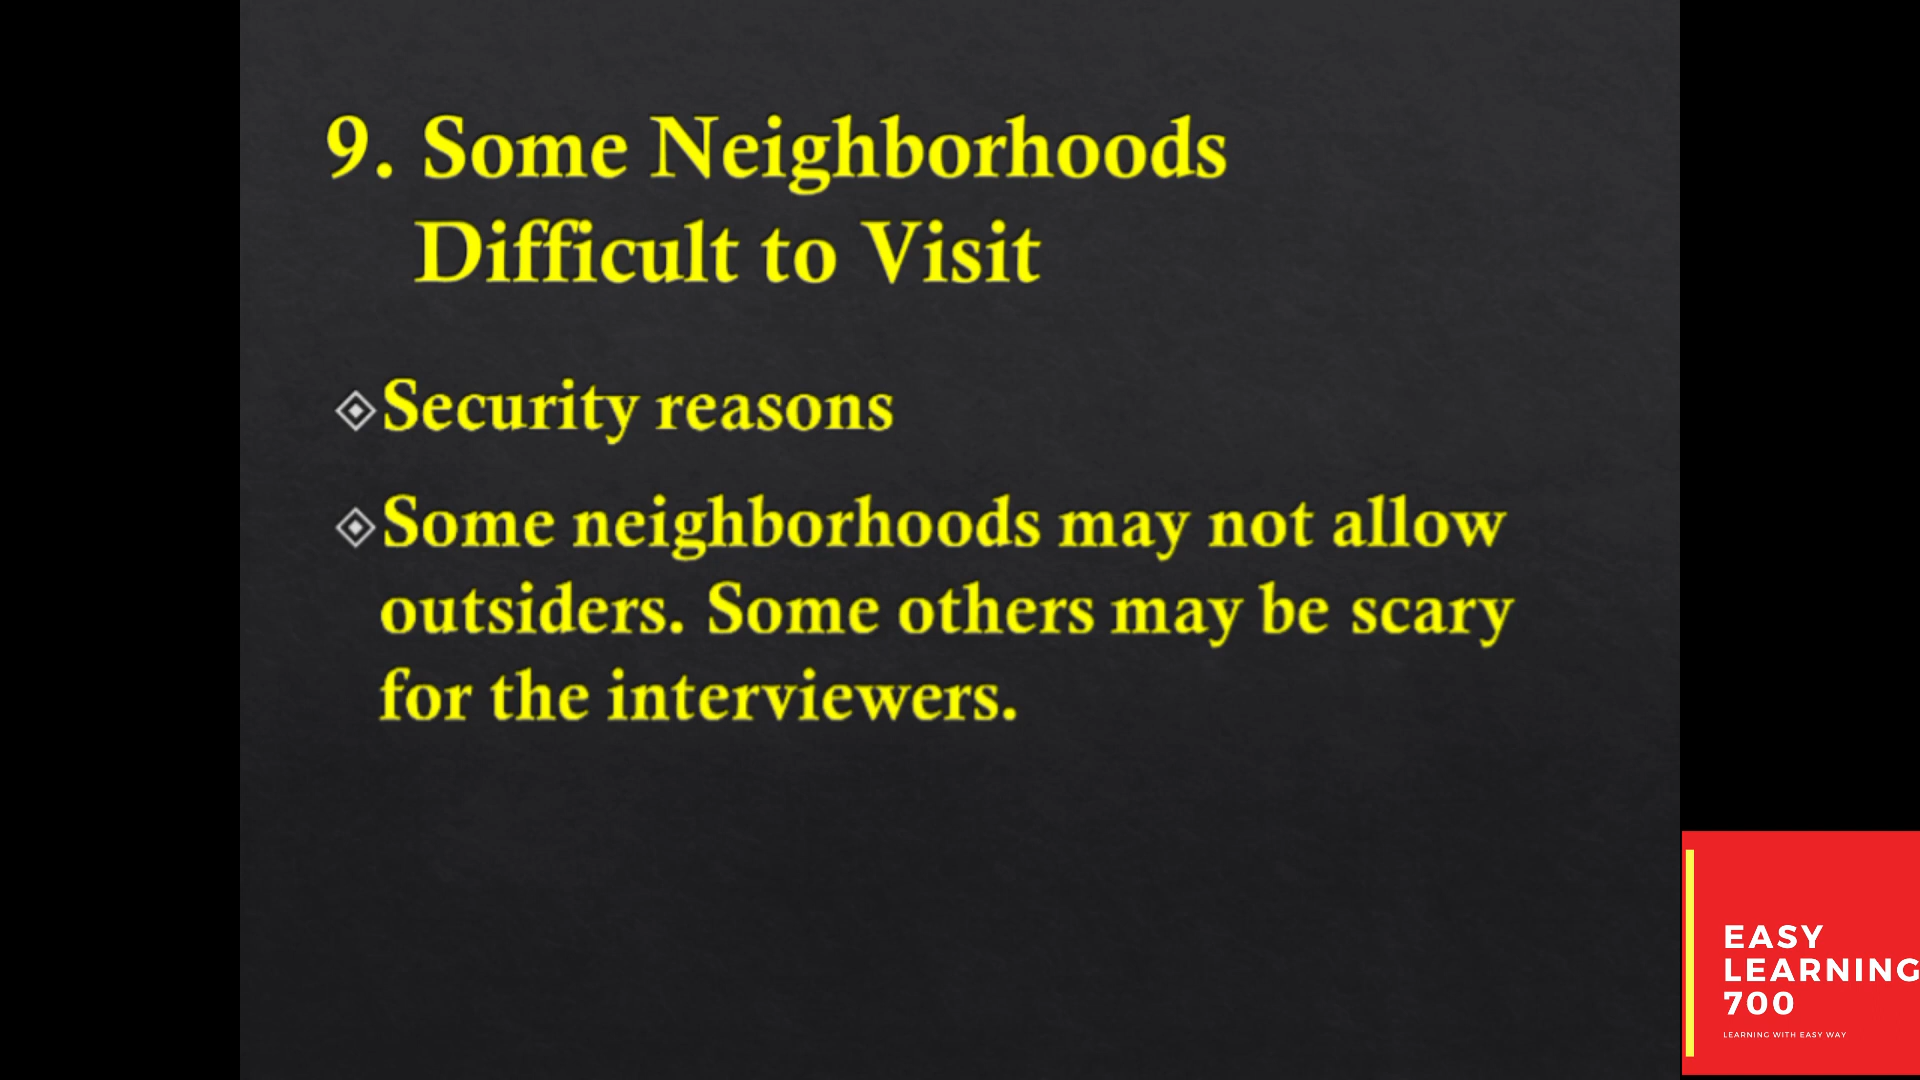 9. Some Neighborhoods
Difficult to Visit
Security reasons
Some neighborhoods may not allow
outsiders. Some others may be scary
for the interviewers.
EASY
LEARNING
700
LEARNING WITH EASY WAY